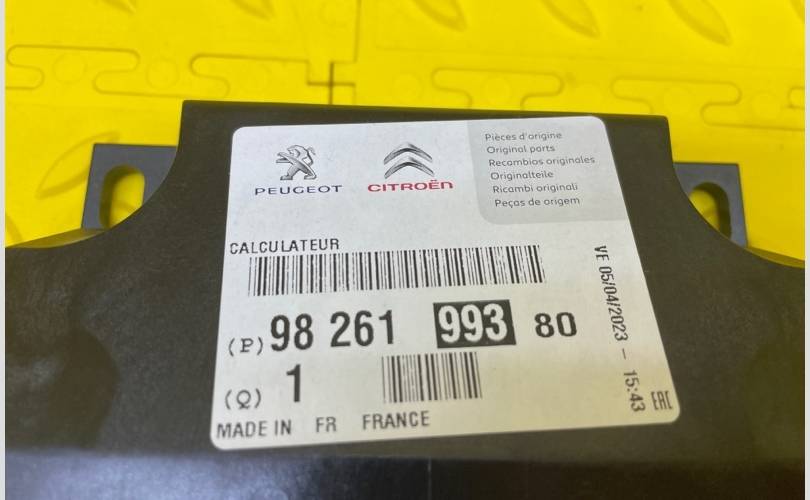 PEUGEOT
CITROËN
Pièces d'origine
Original parts
Recambios originales
Originalteile
Ricambi originali
Peças de origem
CALCULATEUR
(P) 98 261 993 80
(Q) 1
MADE IN FR FRANCE
VE 05/04/2023 - 15:43
EAC